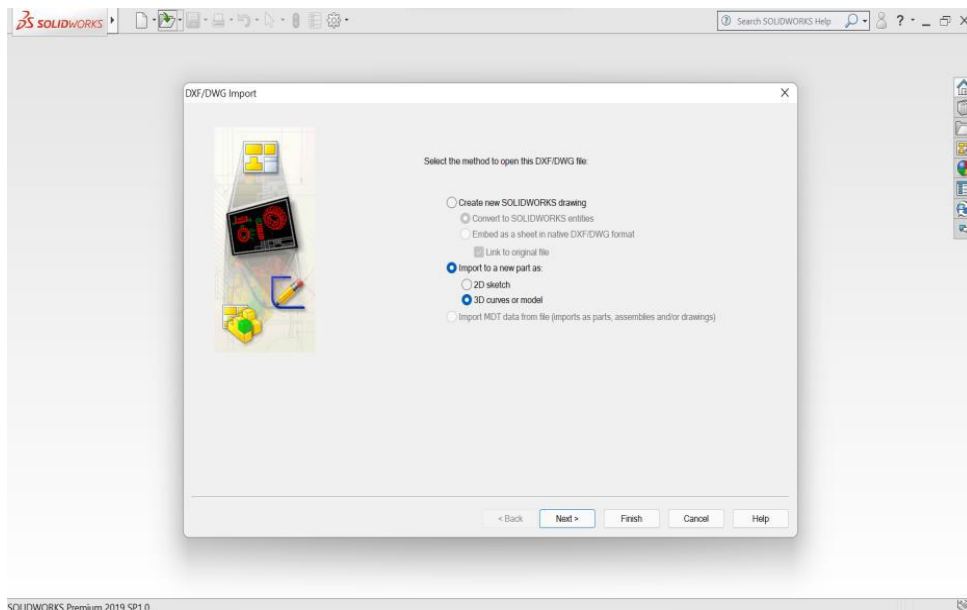 SOLIDWORKS
Search SOLIDWORKS Help
?
DXF/DWG Import
Select the method to open this DXF/DWG file:
Create new SOLIDWORKS drawing
Convert to SOLIDWORKS entities
Embed as a sheet in native DXF/DWG format
Link to original file
Import to a new part as:
2D sketch
3D curves or model
Import MDT data from file (imports as parts, assemblies and/or drawings)
< Back Next > Finish Cancel Help
SOLIDWORKS Premium 2019 SP1.0